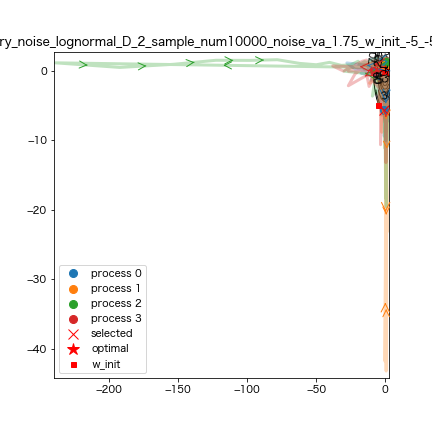 ry_noise_lognormal_D_2_sample_num10000_noise_va_1.75_w_init_-5_-5
0
−10
−20
−30
−40
−200
−150
−100
−50
0
process 0
process 1
process 2
process 3
selected
optimal
w_init